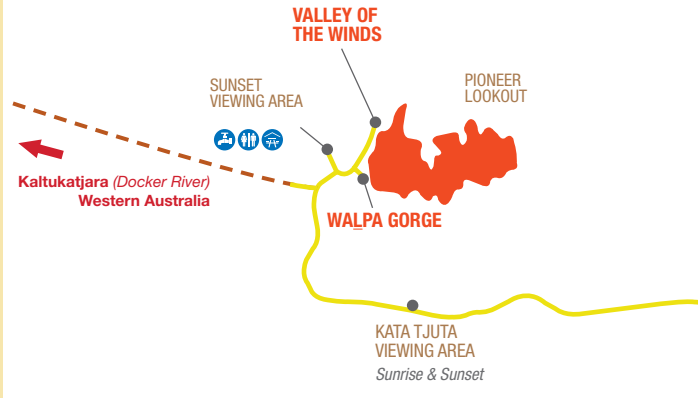 VALLEY OF
THE WINDS
SUNSET
VIEWING AREA
PIONEER
LOOKOUT
Kaltukatjara (Docker River)
Western Australia
WAḺPA GORGE
KATA TJUTA
VIEWING AREA
Sunrise & Sunset